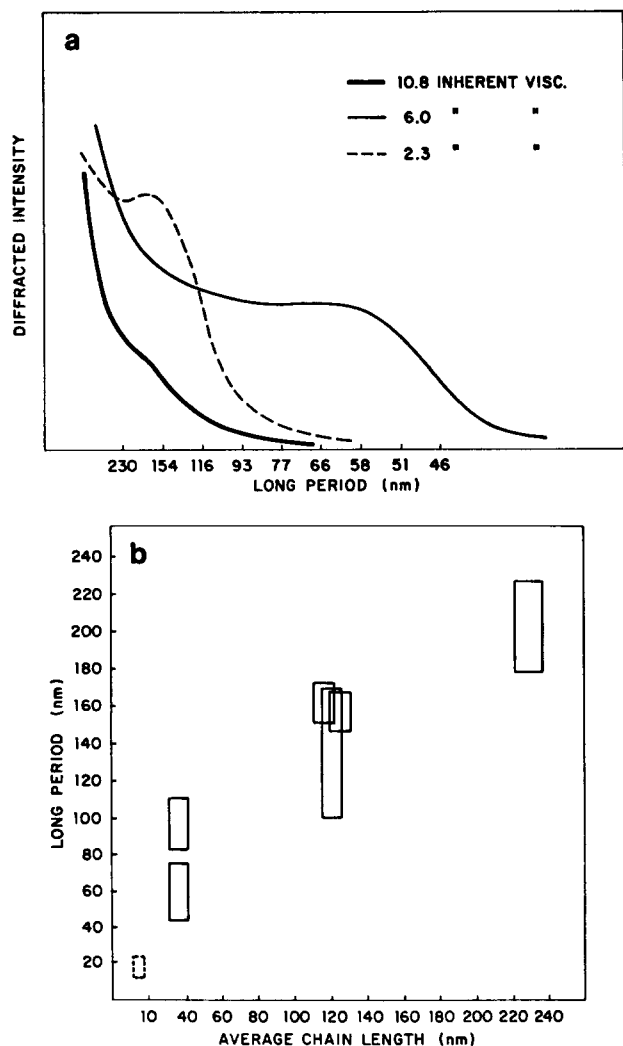 a
10.8 INHERENT VISC.
6.0 " "
2.3 " "
DIFFRACTED INTENSITY
230 154 116 93 77 66 58 51 46
LONG PERIOD (nm)
b
240
220
200
180
160
140
120
100
80
60
40
20
LONG PERIOD (nm)
10 40 60 80 100 120 140 160 180 200 220 240
AVERAGE CHAIN LENGTH (nm)